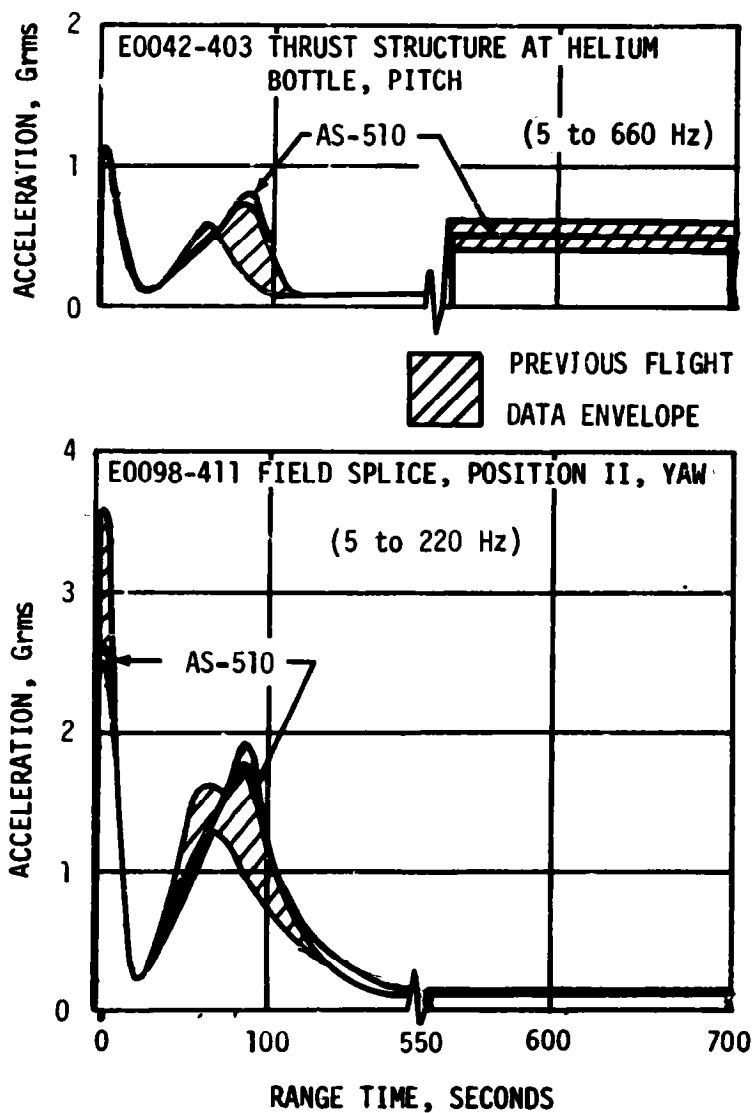 2
E0042-403 THRUST STRUCTURE AT HELIUM
BOTTLE, PITCH
AS-510
(5 to 660 Hz)
1
0
ACCELERATION, Grms
PREVIOUS FLIGHT
DATA ENVELOPE
4
E0098-411 FIELD SPLICE, POSITION II, YAW
(5 to 220 Hz)
3
AS-510
2
1
0
ACCELERATION, Grms
0 100 550 600 700
RANGE TIME, SECONDS